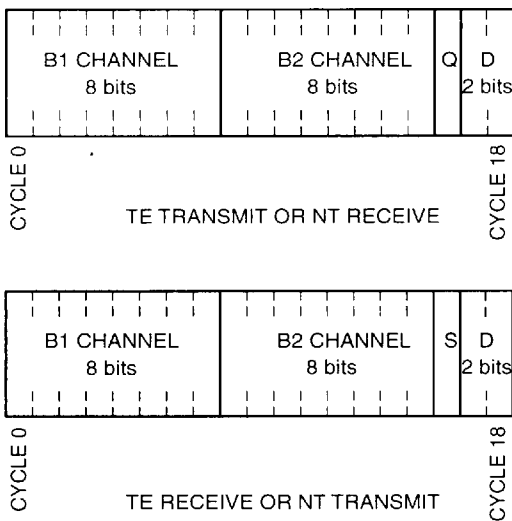 B1 CHANNEL B2 CHANNEL Q D
8 bits 8 bits 2 bits
CYCLE 0 CYCLE 18
TE TRANSMIT OR NT RECEIVE
B1 CHANNEL B2 CHANNEL S D
8 bits 8 bits 2 bits
CYCLE 0 CYCLE 18
TE RECEIVE OR NT TRANSMIT